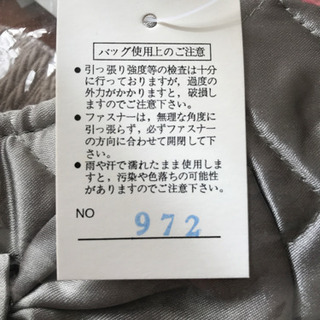 バッグ使用上のご注意
● 引っ張り強度等の検査は十分
に行っておりますが，過度の
外力がかかりますと，破損し
ますのでご注意下さい。
● ファスナーは，無理な角度に
引っ張らず，必ずファスナー
の方向に合わせて開閉して下
さい。
● 雨や汗で濡れたまま使用しま
すと，汚染や色落ちの可能性
がありますのでご注意下さい。
NO 972